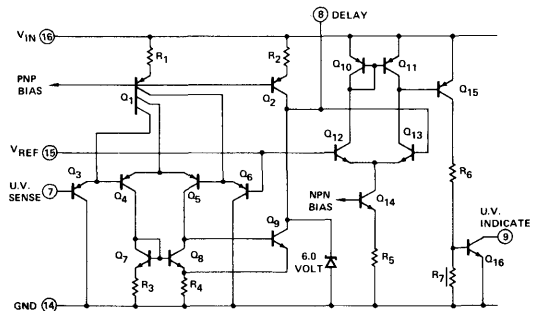 8 DELAY
VIN 16
R1
R2
Q10
Q11
PNP
BIAS
Q1
Q2
Q15
VREF 15
Q12
Q13
Q3
Q6
R6
U.V.
SENSE 7
Q4
Q5
NPN
BIAS
Q14
U.V.
INDICATE
9
Q9
Q7
Q8
6.0
VOLT
R5
R7
Q16
R3
R4
GND 14